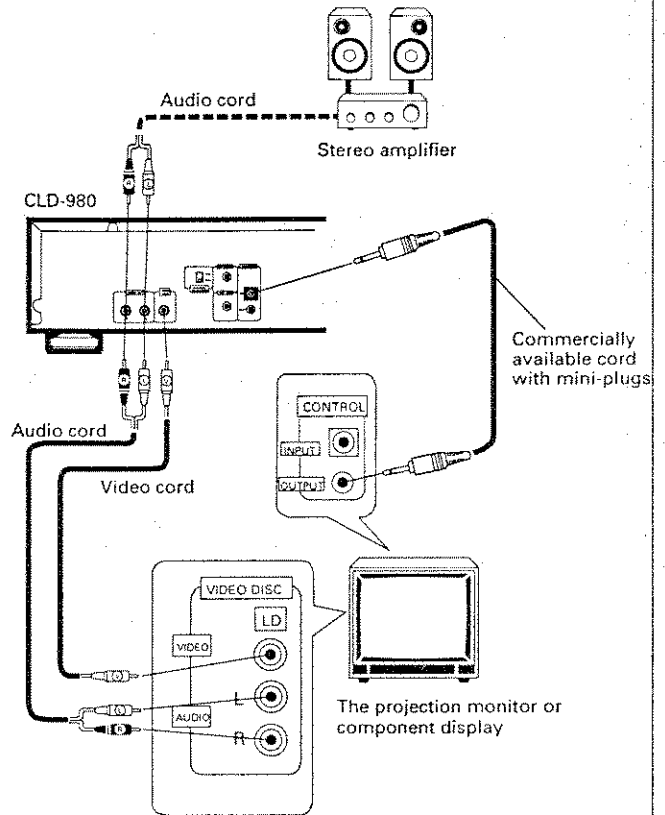 Audio cord
Stereo amplifier
CLD-980
R
L
Commercially
available cord
with mini-plugs
R
L
V
Audio cord
Video cord
CONTROL
INPUT
OUTPUT
VIDEO DISC
LD
VIDEO
V
L
L
AUDIO
R
R
The projection monitor or
component display